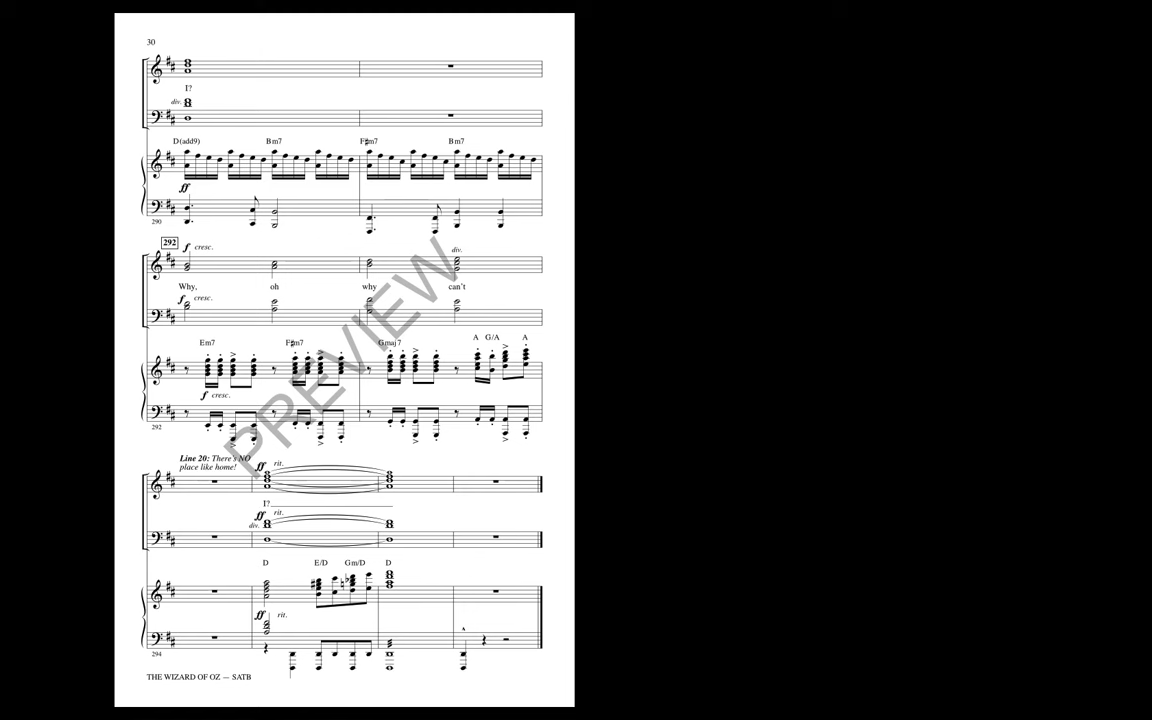 30
I?
div.
D(add9) Bm7 F#m7 Bm7
ff
290
292
f cresc.
div.
Why, oh why can't
f cresc.
Em7 F#m7 Gmaj7 A G/A A
f cresc.
292
PREVIEW
Line 20: There's NO
place like home!
ff rit.
I?
ff rit.
div.
D E/D Gm/D D
ff rit.
294
THE WIZARD OF OZ — SATB